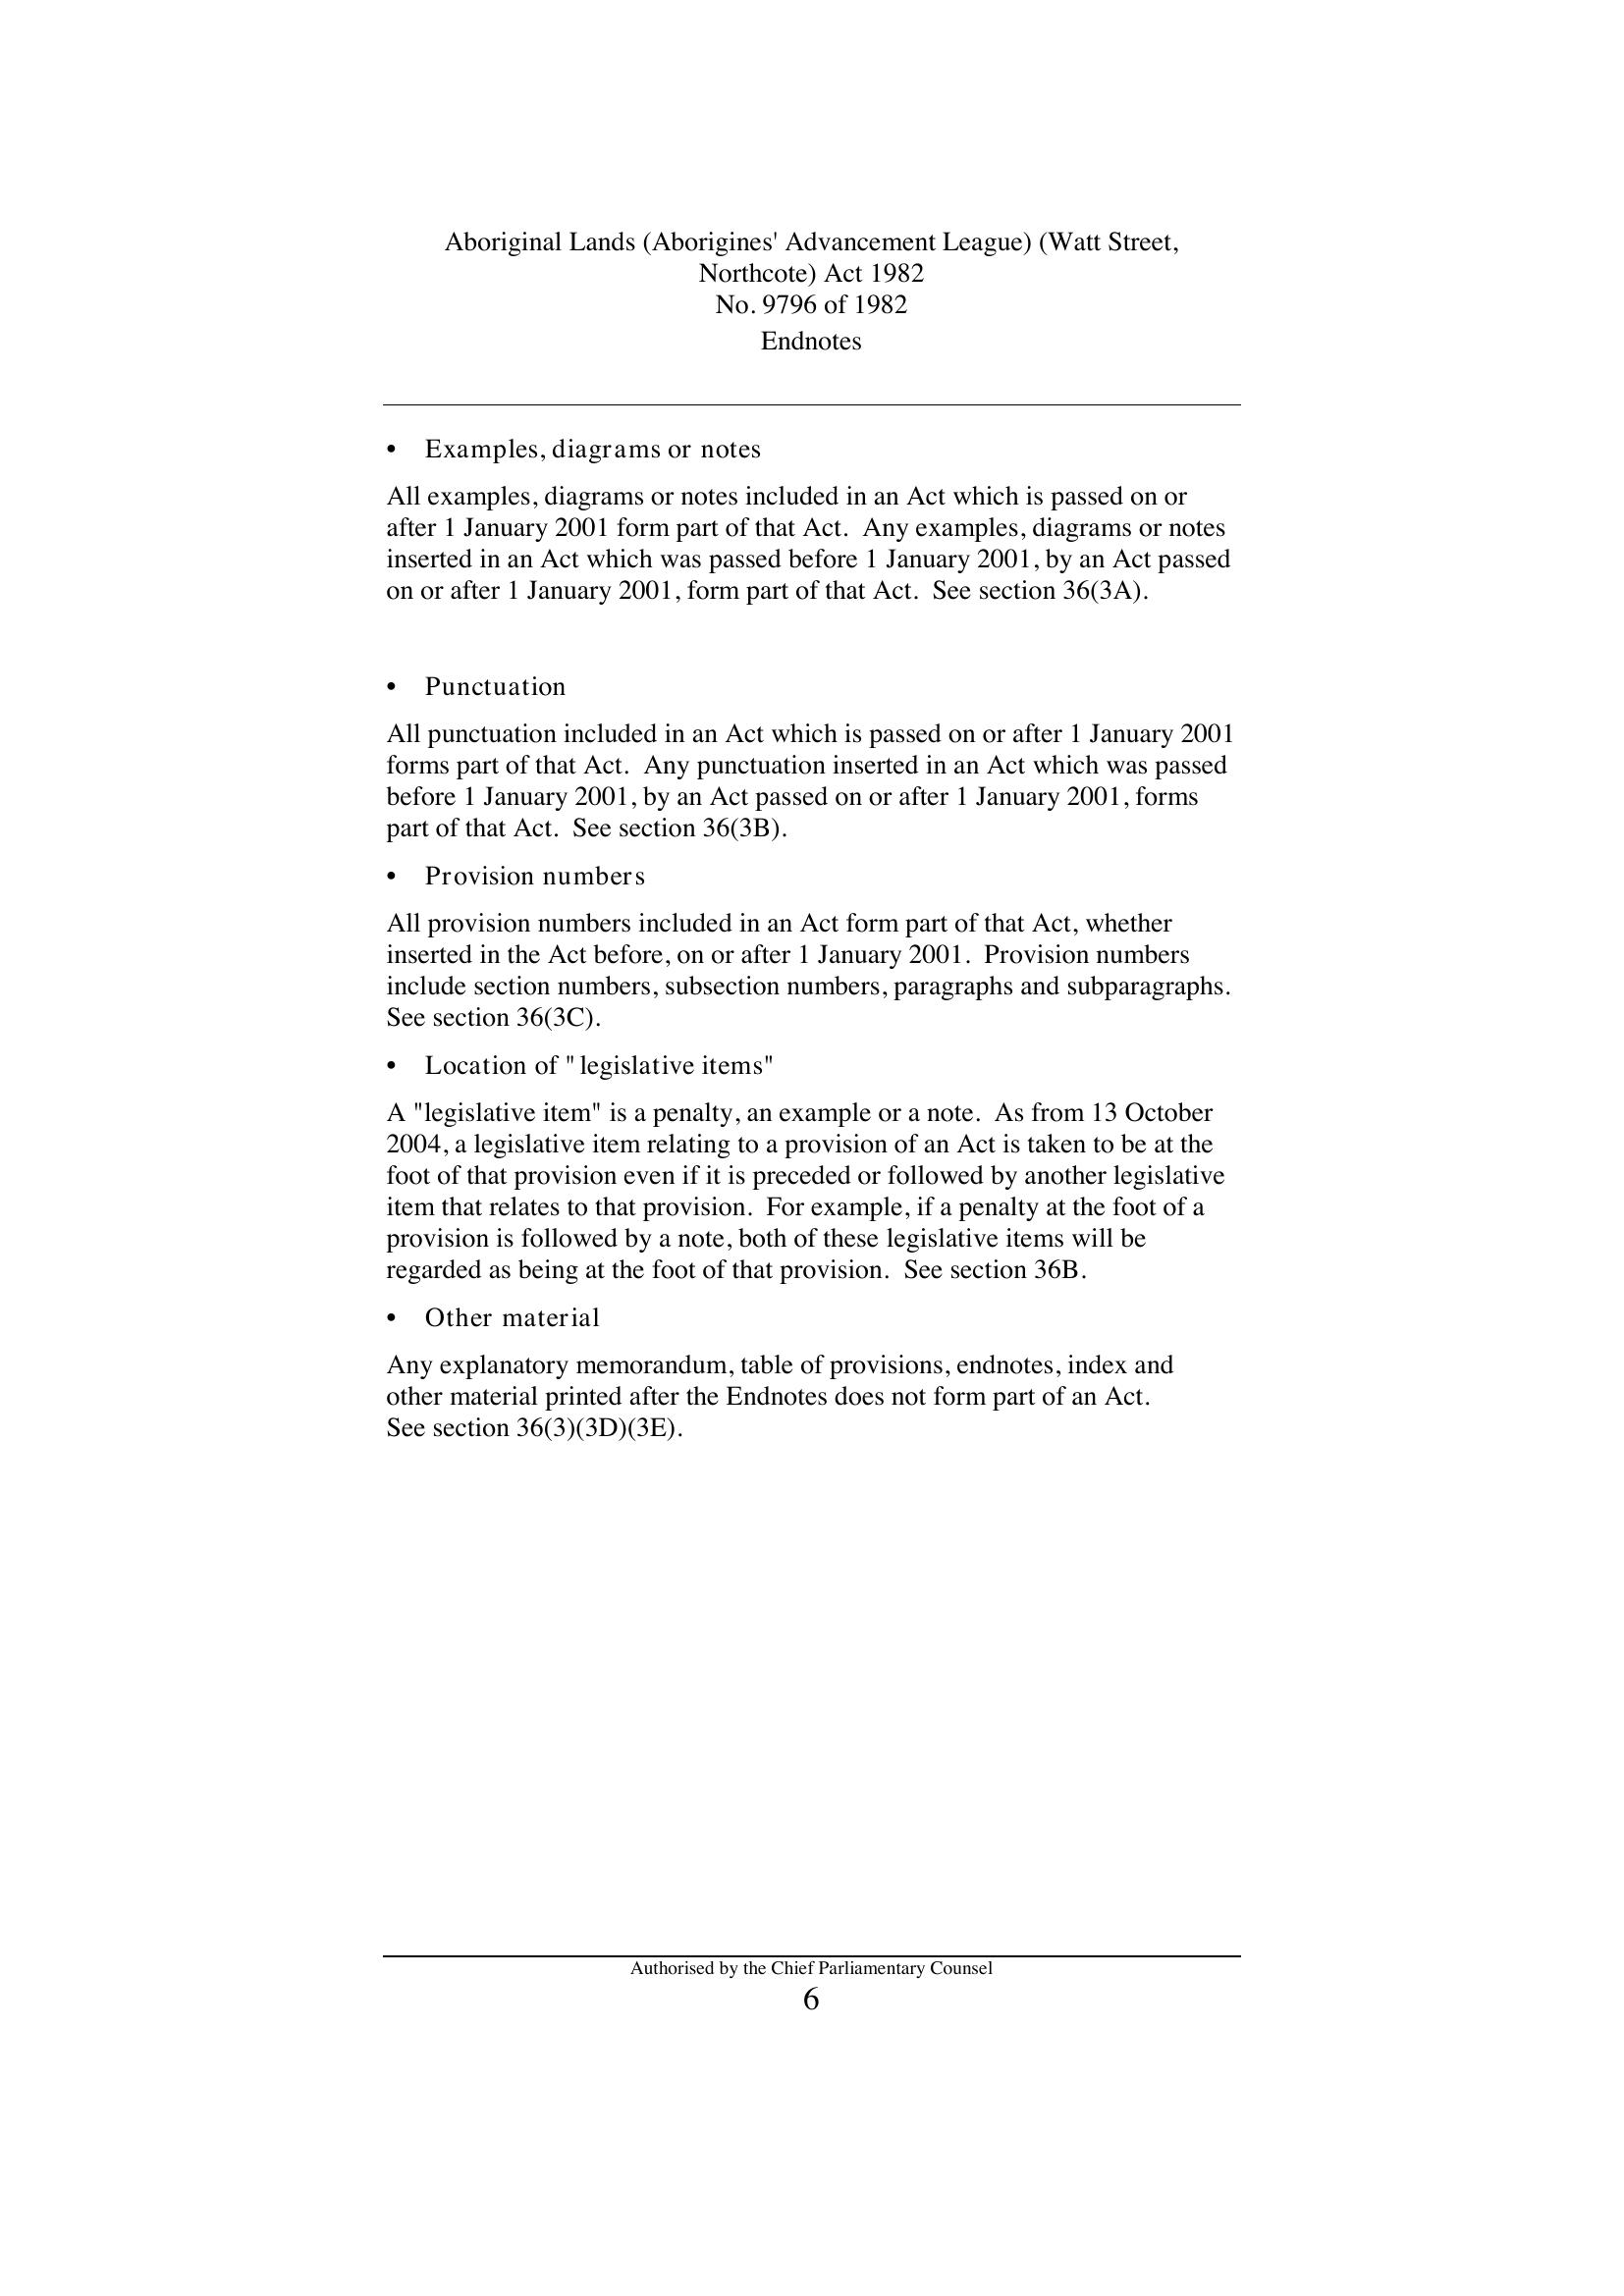 Aboriginal Lands (Aborigines' Advancement League) (Watt Street,
Northcote) Act 1982
No. 9796 of 1982
Endnotes
• Examples, diagrams or notes
All examples, diagrams or notes included in an Act which is passed on or
after 1 January 2001 form part of that Act.  Any examples, diagrams or notes
inserted in an Act which was passed before 1 January 2001, by an Act passed
on or after 1 January 2001, form part of that Act.  See section 36(3A).
• Punctuation
All punctuation included in an Act which is passed on or after 1 January 2001
forms part of that Act.  Any punctuation inserted in an Act which was passed
before 1 January 2001, by an Act passed on or after 1 January 2001, forms
part of that Act.  See section 36(3B).
• Provision numbers
All provision numbers included in an Act form part of that Act, whether
inserted in the Act before, on or after 1 January 2001.  Provision numbers
include section numbers, subsection numbers, paragraphs and subparagraphs.
See section 36(3C).
• Location of "legislative items"
A "legislative item" is a penalty, an example or a note.  As from 13 October
2004, a legislative item relating to a provision of an Act is taken to be at the
foot of that provision even if it is preceded or followed by another legislative
item that relates to that provision.  For example, if a penalty at the foot of a
provision is followed by a note, both of these legislative items will be
regarded as being at the foot of that provision.  See section 36B.
• Other material
Any explanatory memorandum, table of provisions, endnotes, index and
other material printed after the Endnotes does not form part of an Act.
See section 36(3)(3D)(3E).
Authorised by the Chief Parliamentary Counsel
6